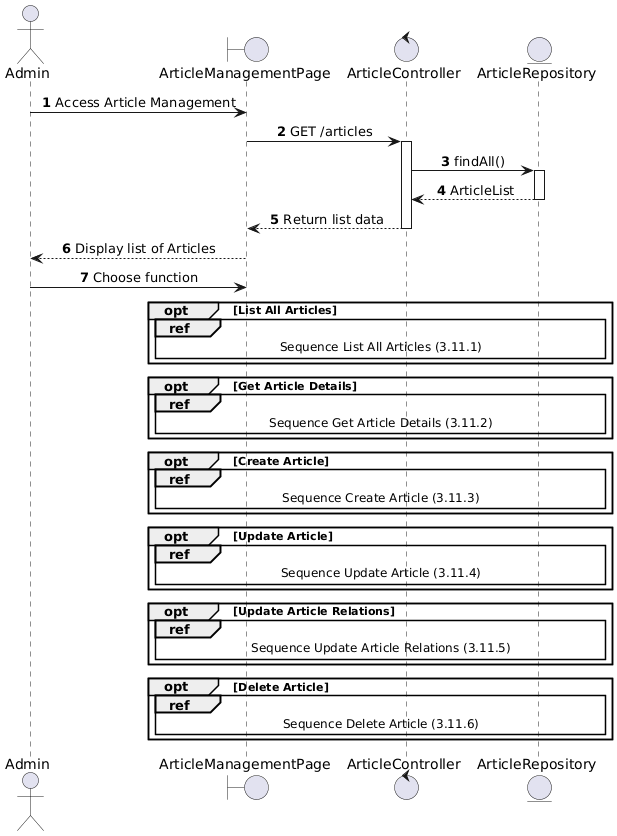 Admin ArticleManagementPage ArticleController ArticleRepository
1 Access Article Management
2 GET /articles
3 findAll()
4 ArticleList
5 Return list data
6 Display list of Articles
7 Choose function
opt [List All Articles]
ref
Sequence List All Articles (3.11.1)
opt [Get Article Details]
ref
Sequence Get Article Details (3.11.2)
opt [Create Article]
ref
Sequence Create Article (3.11.3)
opt [Update Article]
ref
Sequence Update Article (3.11.4)
opt [Update Article Relations]
ref
Sequence Update Article Relations (3.11.5)
opt [Delete Article]
ref
Sequence Delete Article (3.11.6)
Admin ArticleManagementPage ArticleController ArticleRepository